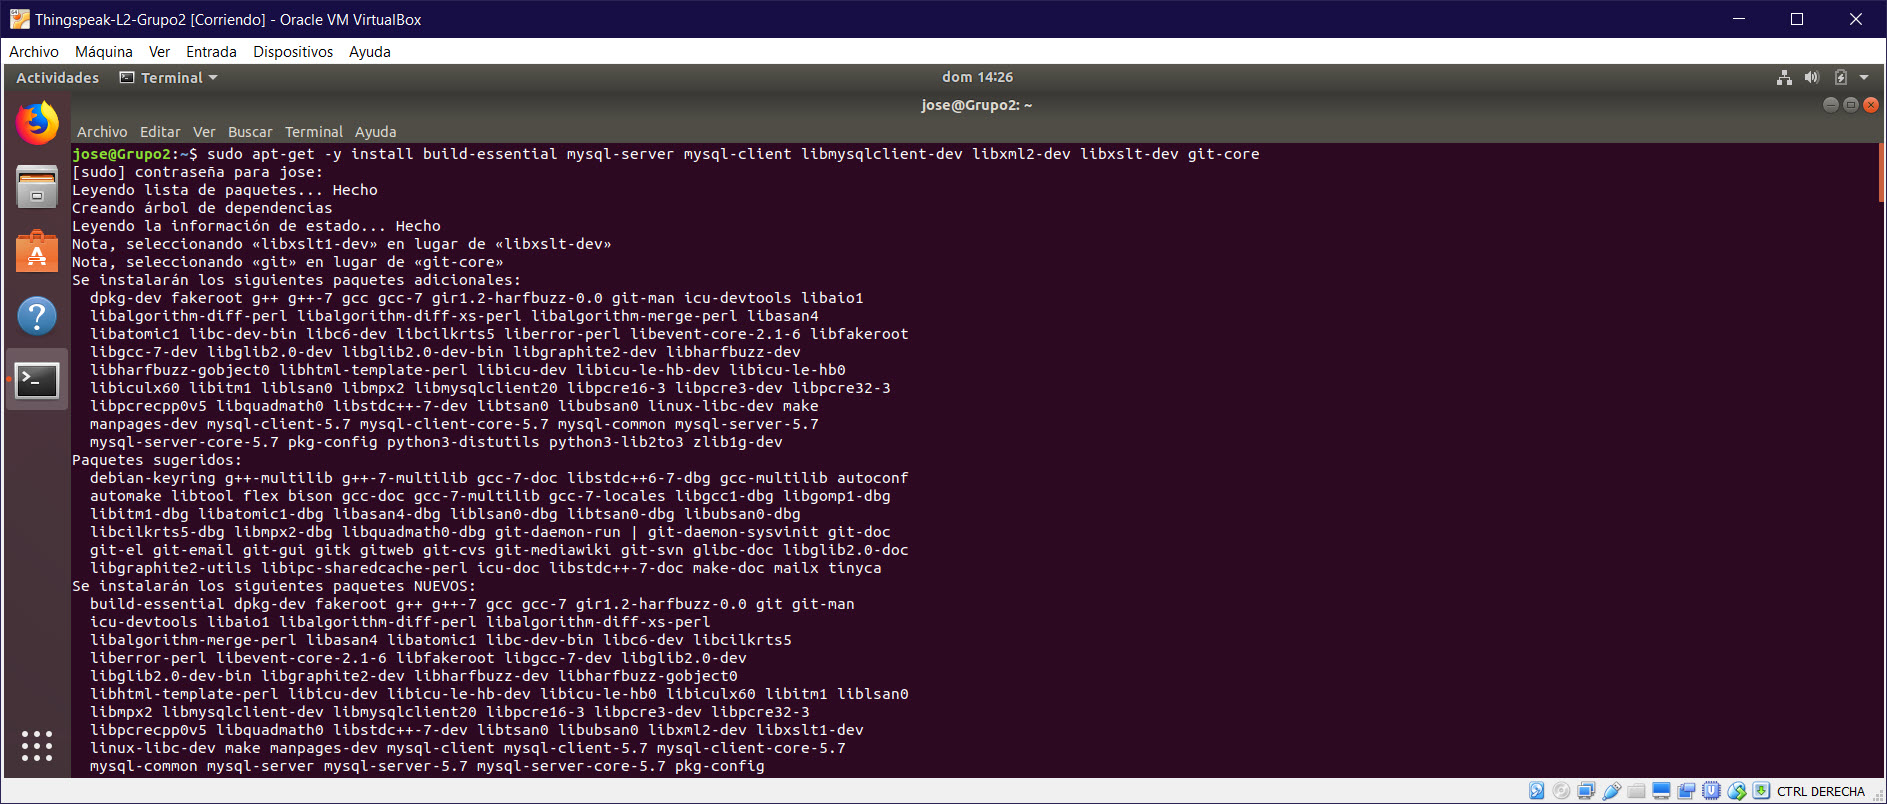 Thingspeak-L2-Grupo2 [Corriendo] - Oracle VM VirtualBox
Archivo Máquina Ver Entrada Dispositivos Ayuda
Actividades Terminal dom 14:26
jose@Grupo2: ~
Archivo Editar Ver Buscar Terminal Ayuda
jose@Grupo2:~$ sudo apt-get -y install build-essential mysql-server mysql-client libmysqlclient-dev libxml2-dev libxslt-dev git-core
[sudo] contraseña para jose:
Leyendo lista de paquetes... Hecho
Creando árbol de dependencias
Leyendo la información de estado... Hecho
Nota, seleccionando «libxslt1-dev» en lugar de «libxslt-dev»
Nota, seleccionando «git» en lugar de «git-core»
Se instalarán los siguientes paquetes adicionales:
dpkg-dev fakeroot g++ g++-7 gcc gcc-7 gir1.2-harfbuzz-0.0 git-man icu-devtools libaio1
libalgorithm-diff-perl libalgorithm-diff-xs-perl libalgorithm-merge-perl libasan4
libatomic1 libc-dev-bin libc6-dev libcilkrts5 liberror-perl libevent-core-2.1-6 libfakeroot
libgcc-7-dev libglib2.0-dev libglib2.0-dev-bin libgraphite2-dev libharfbuzz-dev
libharfbuzz-gobject0 libhtml-template-perl libicu-dev libicu-le-hb-dev libicu-le-hb0
libiculx60 libitm1 liblsan0 libmpx2 libmysqlclient20 libpcre16-3 libpcre3-dev libpcre32-3
libpcrecpp0v5 libquadmath0 libstdc++-7-dev libtsan0 libubsan0 linux-libc-dev make
manpages-dev mysql-client-5.7 mysql-client-core-5.7 mysql-common mysql-server-5.7
mysql-server-core-5.7 pkg-config python3-distutils python3-lib2to3 zlib1g-dev
Paquetes sugeridos:
debian-keyring g++-multilib g++-7-multilib gcc-7-doc libstdc++6-7-dbg gcc-multilib autoconf
automake libtool flex bison gcc-doc gcc-7-multilib gcc-7-locales libgcc1-dbg libgomp1-dbg
libitm1-dbg libatomic1-dbg libasan4-dbg liblsan0-dbg libtsan0-dbg libubsan0-dbg
libcilkrts5-dbg libmpx2-dbg libquadmath0-dbg git-daemon-run | git-daemon-sysvinit git-doc
git-el git-email git-gui gitk gitweb git-cvs git-mediawiki git-svn glibc-doc libglib2.0-doc
libgraphite2-utils libipc-sharedcache-perl icu-doc libstdc++-7-doc make-doc mailx tinyca
Se instalarán los siguientes paquetes NUEVOS:
build-essential dpkg-dev fakeroot g++ g++-7 gcc gcc-7 gir1.2-harfbuzz-0.0 git git-man
icu-devtools libaio1 libalgorithm-diff-perl libalgorithm-diff-xs-perl
libalgorithm-merge-perl libasan4 libatomic1 libc-dev-bin libc6-dev libcilkrts5
liberror-perl libevent-core-2.1-6 libfakeroot libgcc-7-dev libglib2.0-dev
libglib2.0-dev-bin libgraphite2-dev libharfbuzz-dev libharfbuzz-gobject0
libhtml-template-perl libicu-dev libicu-le-hb-dev libicu-le-hb0 libiculx60 libitm1 liblsan0
libmpx2 libmysqlclient-dev libmysqlclient20 libpcre16-3 libpcre3-dev libpcre32-3
libpcrecpp0v5 libquadmath0 libstdc++-7-dev libtsan0 libubsan0 libxml2-dev libxslt1-dev
linux-libc-dev make manpages-dev mysql-client mysql-client-5.7 mysql-client-core-5.7
mysql-common mysql-server mysql-server-5.7 mysql-server-core-5.7 pkg-config
CTRL DERECHA